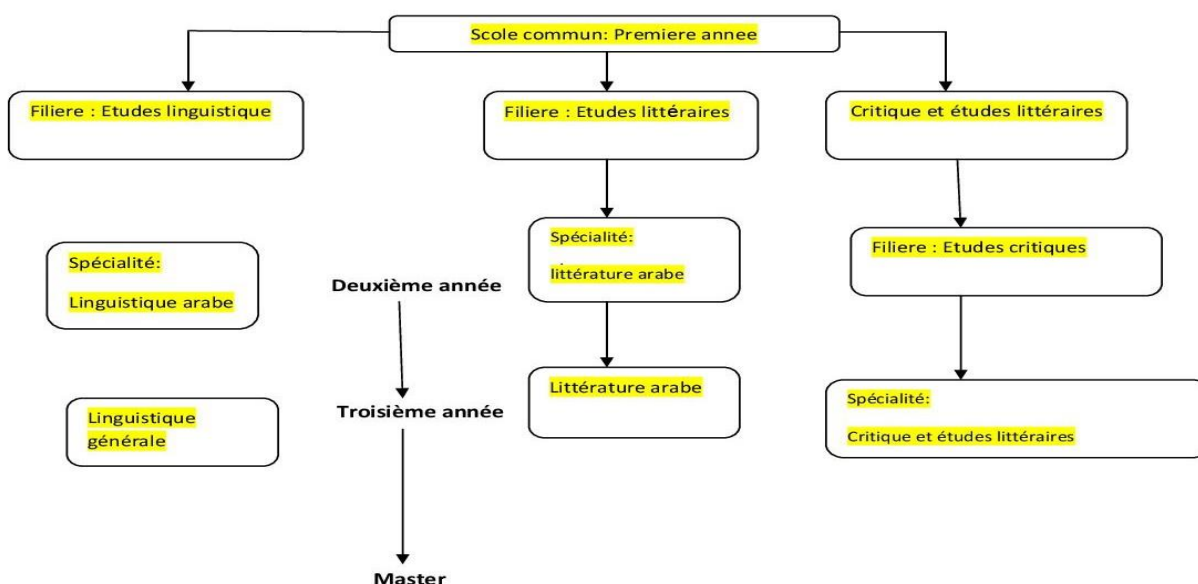 Scole commun: Premiere annee
Filiere : Etudes linguistique
Filiere : Etudes littéraires
Critique et études littéraires
Spécialité:
Linguistique arabe
Deuxième année
Spécialité:
littérature arabe
Filiere : Etudes critiques
Linguistique
générale
Troisième année
Littérature arabe
Spécialité:
Critique et études littéraires
Master